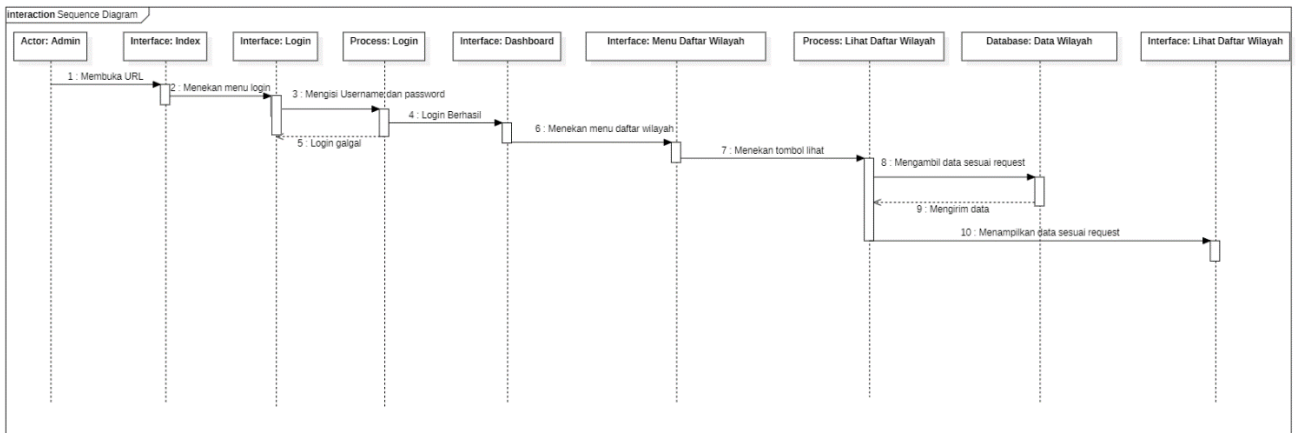 interaction Sequence Diagram
Actor: Admin
Interface: Index
Interface: Login
Process: Login
Interface: Dashboard
Interface: Menu Daftar Wilayah
Process: Lihat Daftar Wilayah
Database: Data Wilayah
Interface: Lihat Daftar Wilayah
1 : Membuka URL
2 : Menekan menu login
3 : Mengisi Username dan password
4 : Login Berhasil
5 : Login galgal
6 : Menekan menu daftar wilayah
7 : Menekan tombol lihat
8 : Mengambil data sesuai request
9 : Mengirim data
10 : Menampilkan data sesuai request